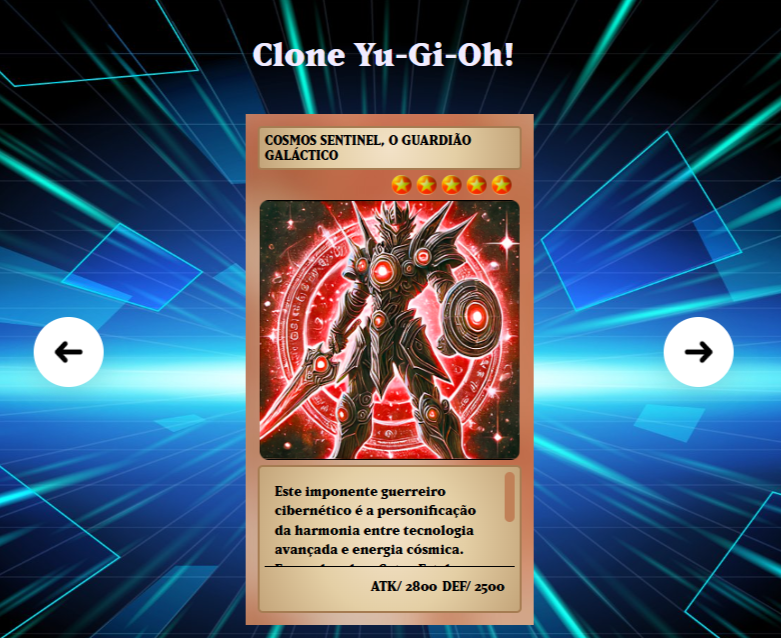 Clone Yu-Gi-Oh!
COSMOS SENTINEL, O GUARDIÃO
GALÁCTICO
Este imponente guerreiro
cibernético é a personificação
da harmonia entre tecnologia
avançada e energia cósmica.
ATK/ 2800 DEF/ 2500